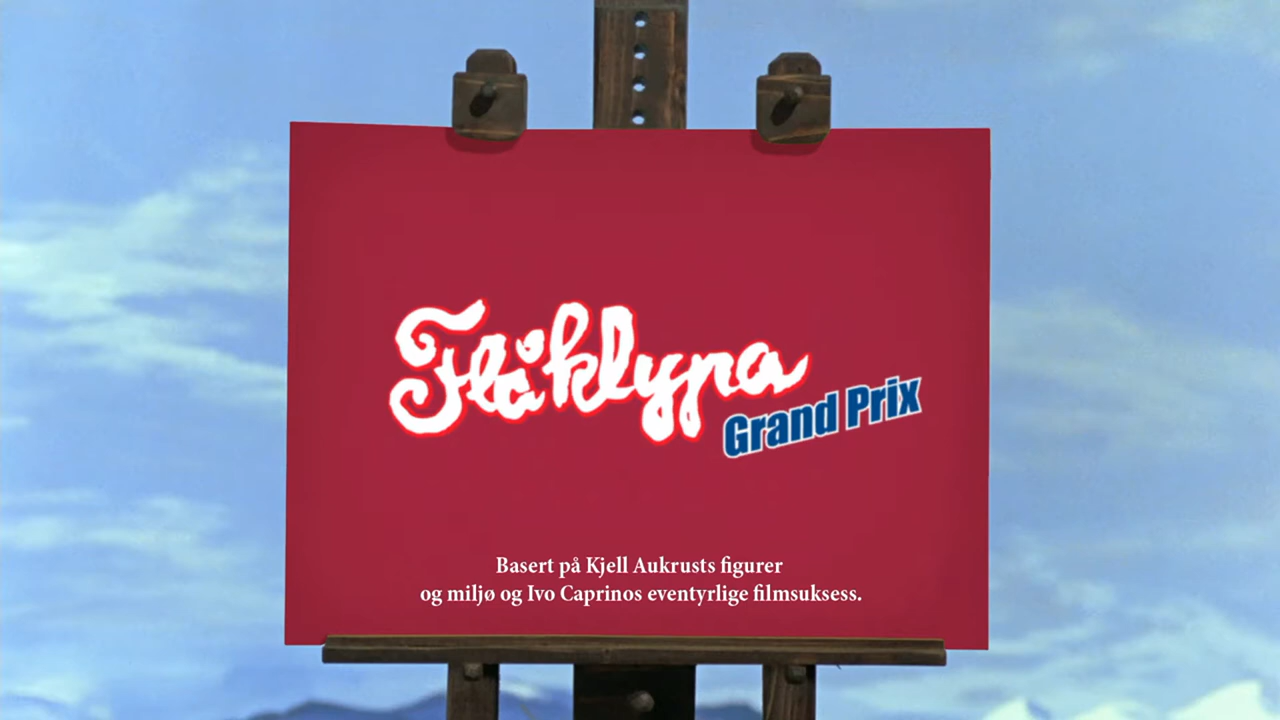 Flåklypa
Grand Prix
Basert på Kjell Aukrusts figurer
og miljø og Ivo Caprinos eventyrlige filmsuksess.